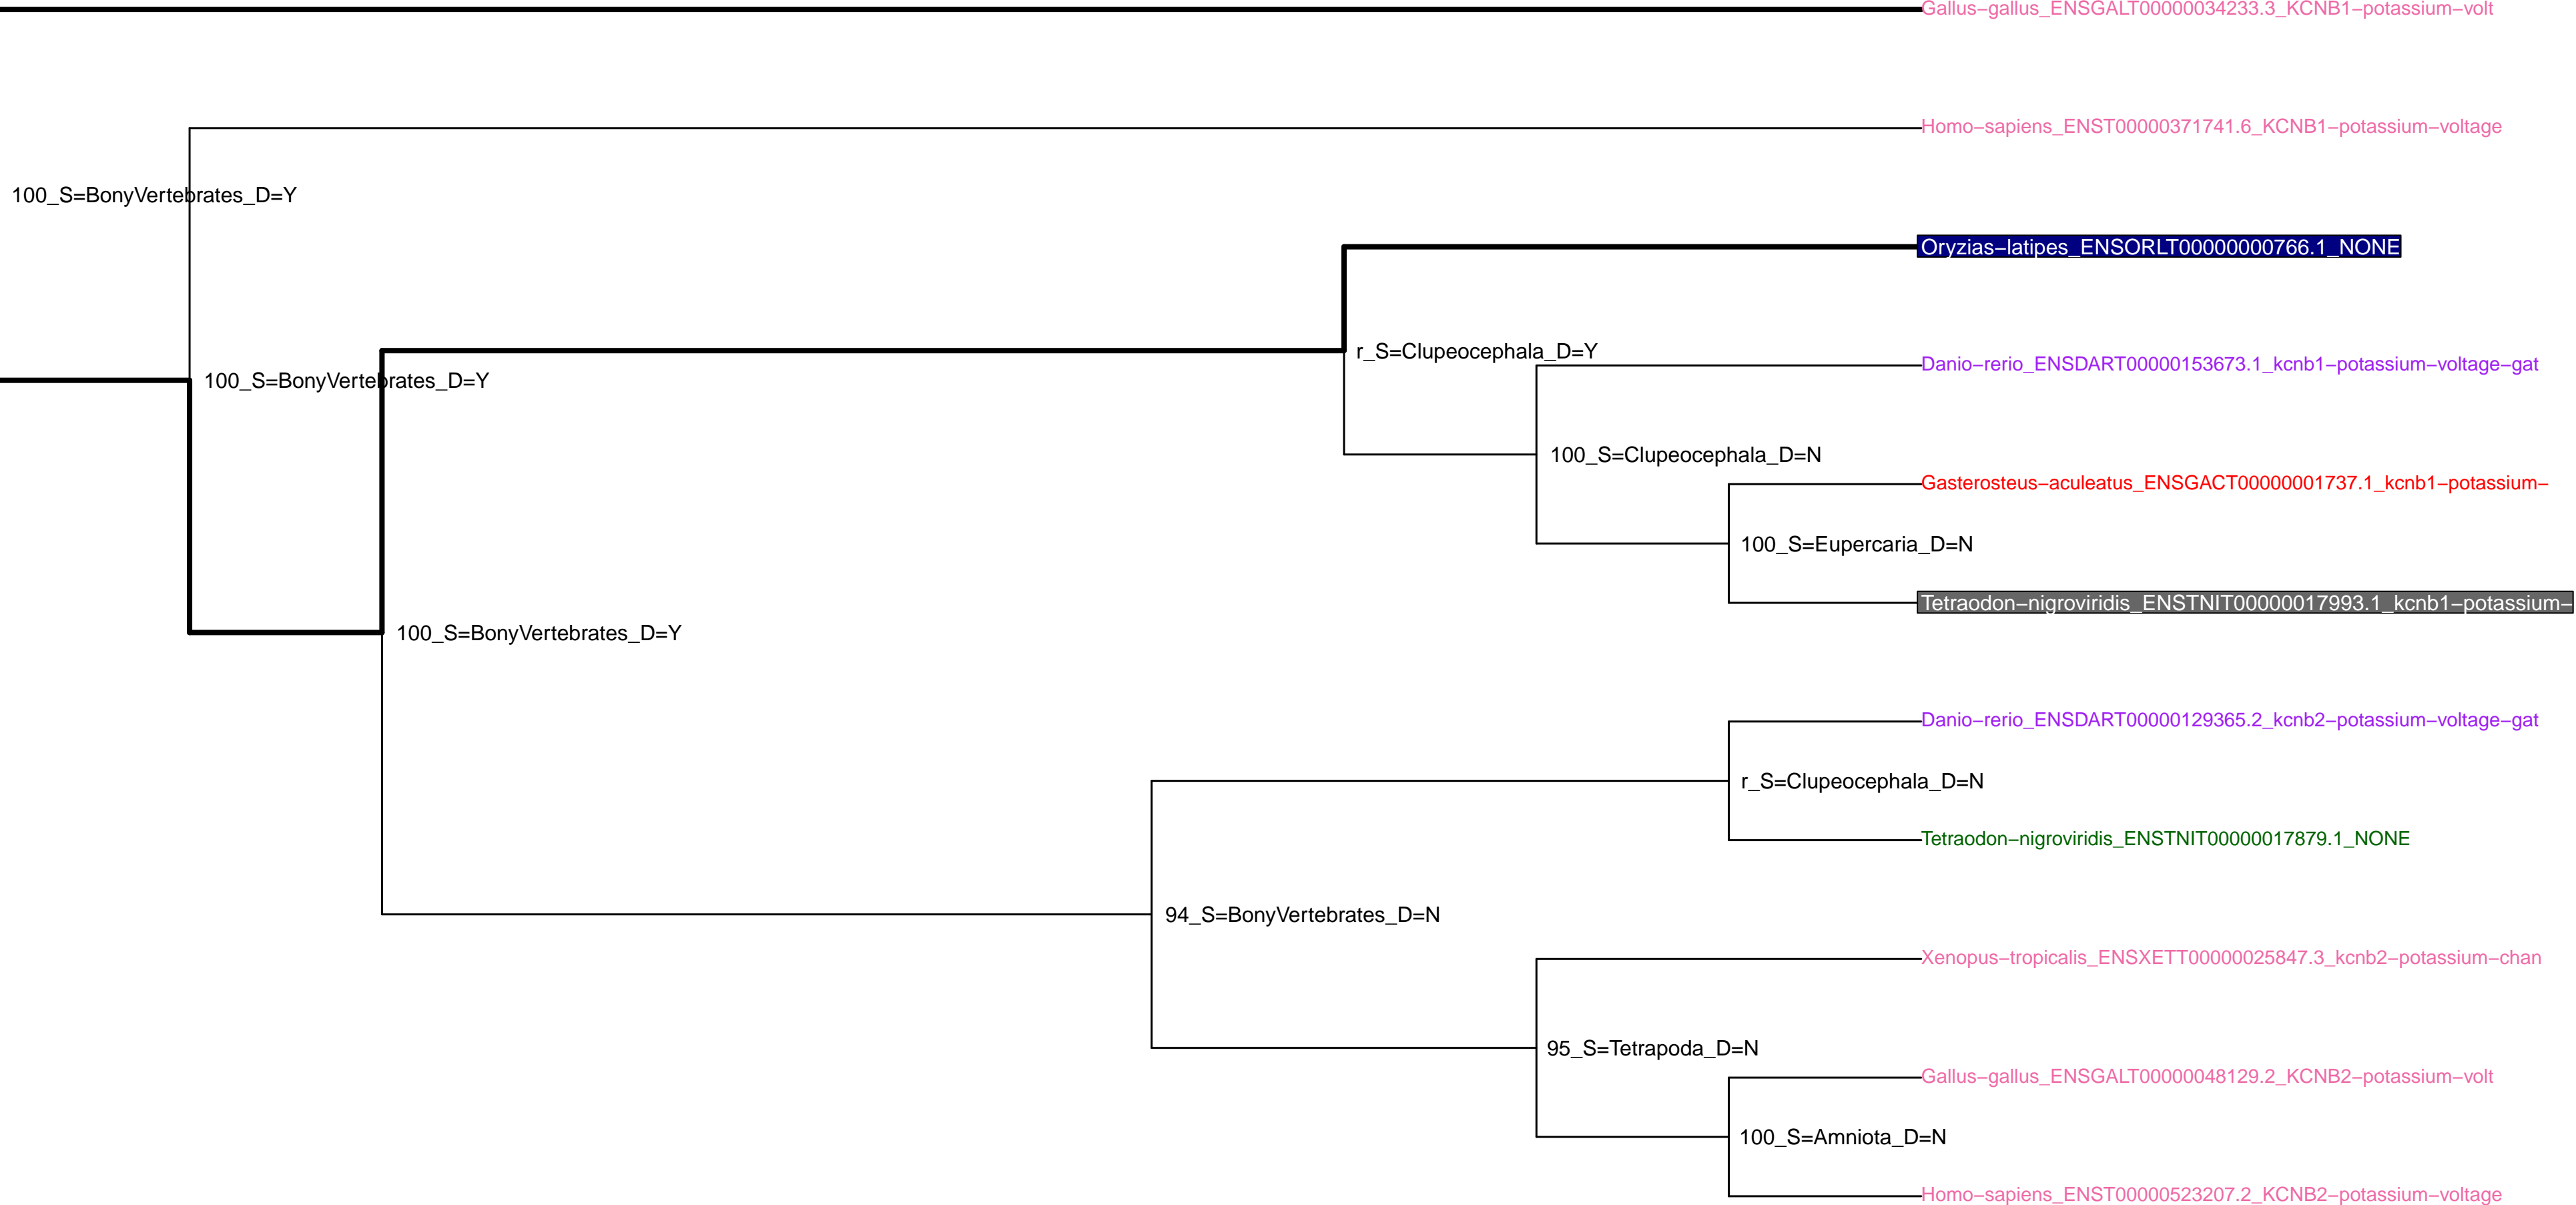 Gallus−gallus_ENSGALT00000034233.3_KCNB1−potassium−volt
Homo−sapiens_ENST00000371741.6_KCNB1−potassium−voltage
100_S=BonyVertebrates_D=Y
Oryzias−latipes_ENSORLT00000000766.1_NONE
r_S=Clupeocephala_D=Y
Danio−rerio_ENSDART00000153673.1_kcnb1−potassium−voltage−gat
100_S=BonyVertebrates_D=Y
100_S=Clupeocephala_D=N
Gasterosteus−aculeatus_ENSGACT00000001737.1_kcnb1−potassium−
100_S=Eupercaria_D=N
Tetraodon−nigroviridis_ENSTNIT00000017993.1_kcnb1−potassium−
100_S=BonyVertebrates_D=Y
Danio−rerio_ENSDART00000129365.2_kcnb2−potassium−voltage−gat
r_S=Clupeocephala_D=N
Tetraodon−nigroviridis_ENSTNIT00000017879.1_NONE
94_S=BonyVertebrates_D=N
Xenopus−tropicalis_ENSXETT00000025847.3_kcnb2−potassium−chan
95_S=Tetrapoda_D=N
Gallus−gallus_ENSGALT00000048129.2_KCNB2−potassium−volt
100_S=Amniota_D=N
Homo−sapiens_ENST00000523207.2_KCNB2−potassium−voltage